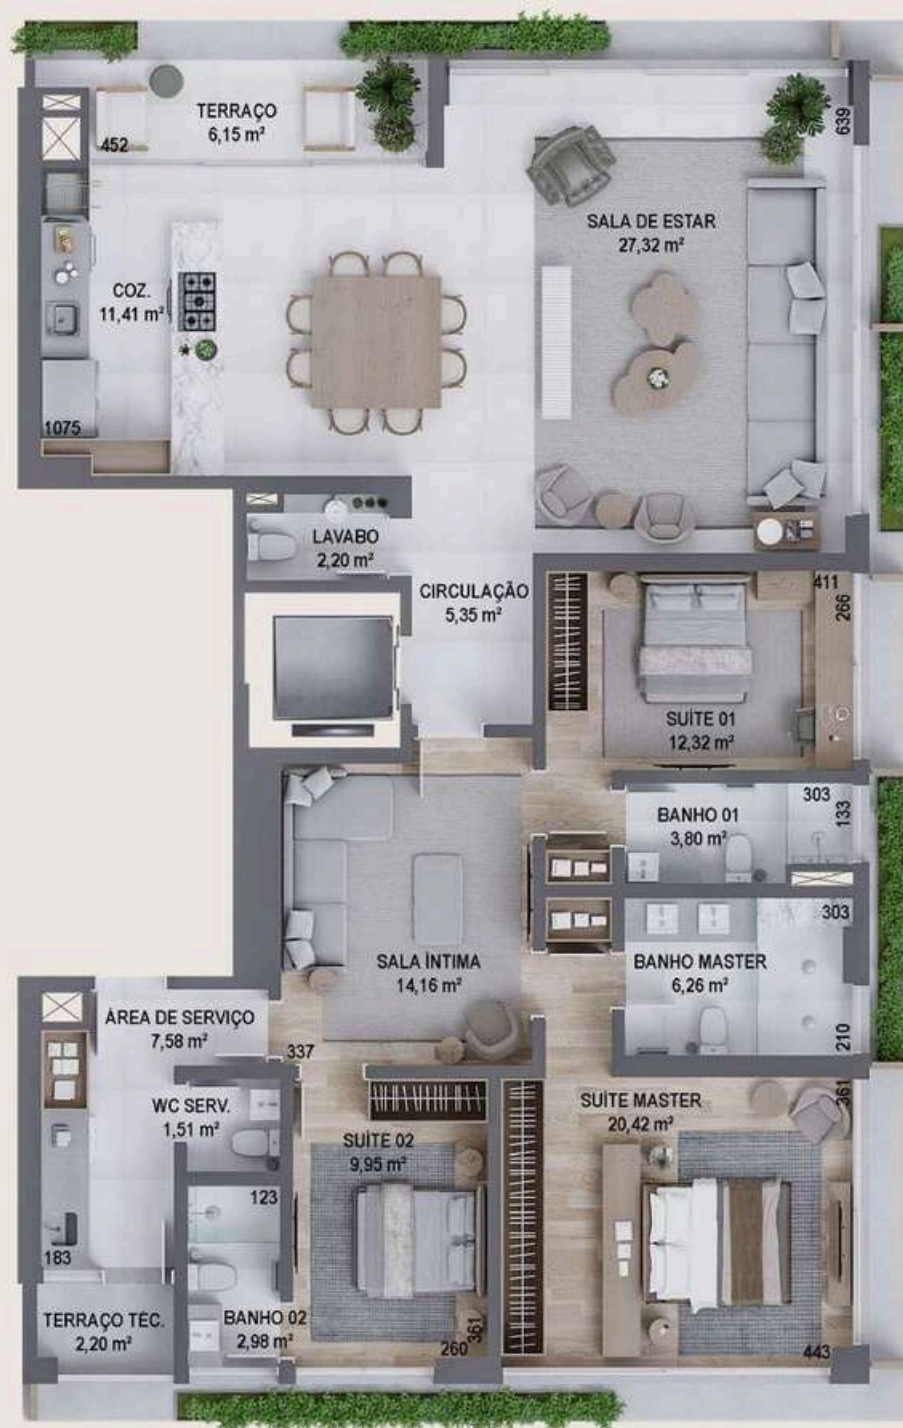 TERRAÇO
6,15 m²
452
639
SALA DE ESTAR
27,32 m²
COZ.
11,41 m²
1075
LAVABO
2,20 m²
CIRCULAÇÃO
5,35 m²
411
266
SUÍTE 01
12,32 m²
BANHO 01
3,80 m²
303
133
303
BANHO MASTER
6,26 m²
210
SALA ÍNTIMA
14,16 m²
ÁREA DE SERVIÇO
7,58 m²
337
WC SERV.
1,51 m²
SUÍTE 02
9,95 m²
SUÍTE MASTER
20,42 m²
361
123
183
TERRAÇO TÉC.
2,20 m²
BANHO 02
2,98 m²
260
361
443